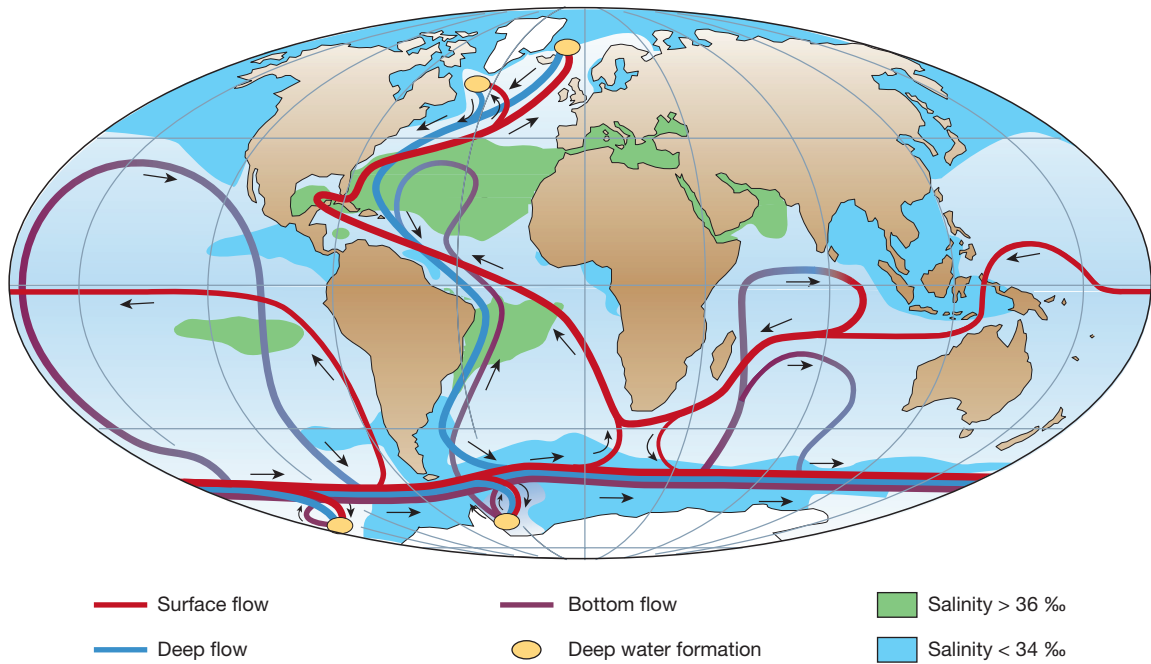 Surface flow
Bottom flow
Salinity > 36 ‰
Deep flow
Deep water formation
Salinity < 34 ‰